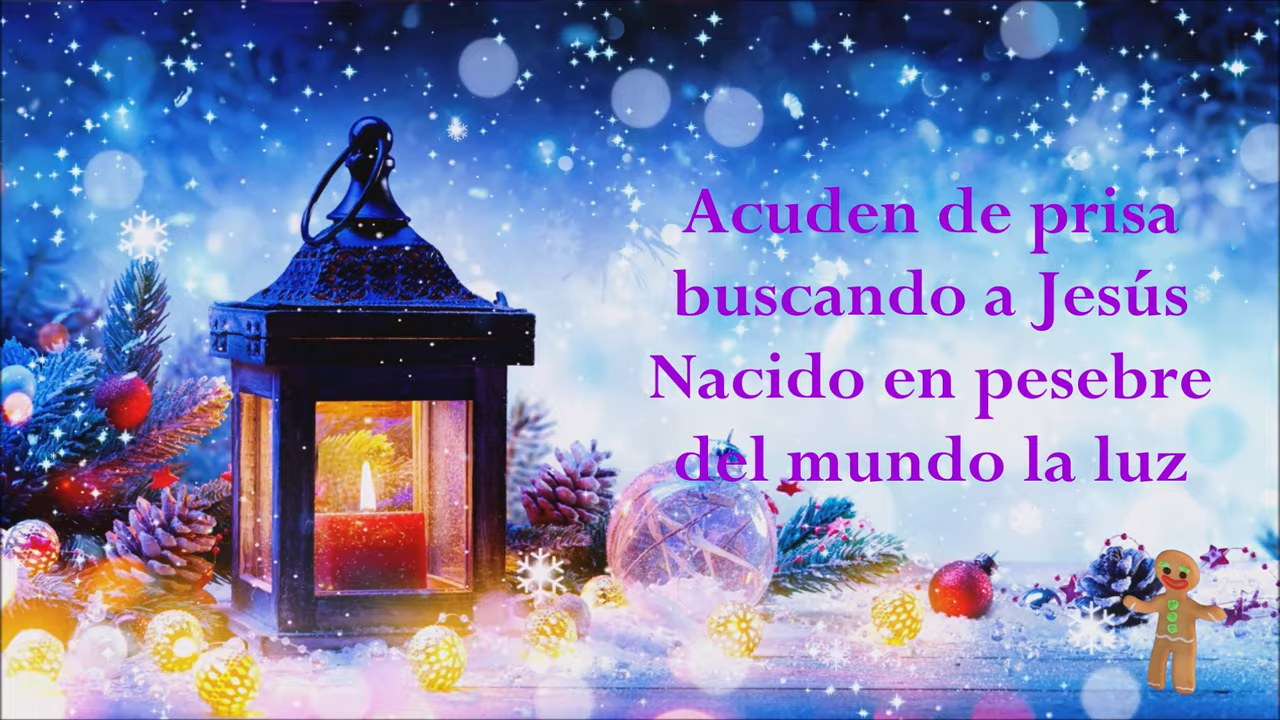 Acuden de prisa
buscando a Jesús
Nacido en pesebre
del mundo la luz